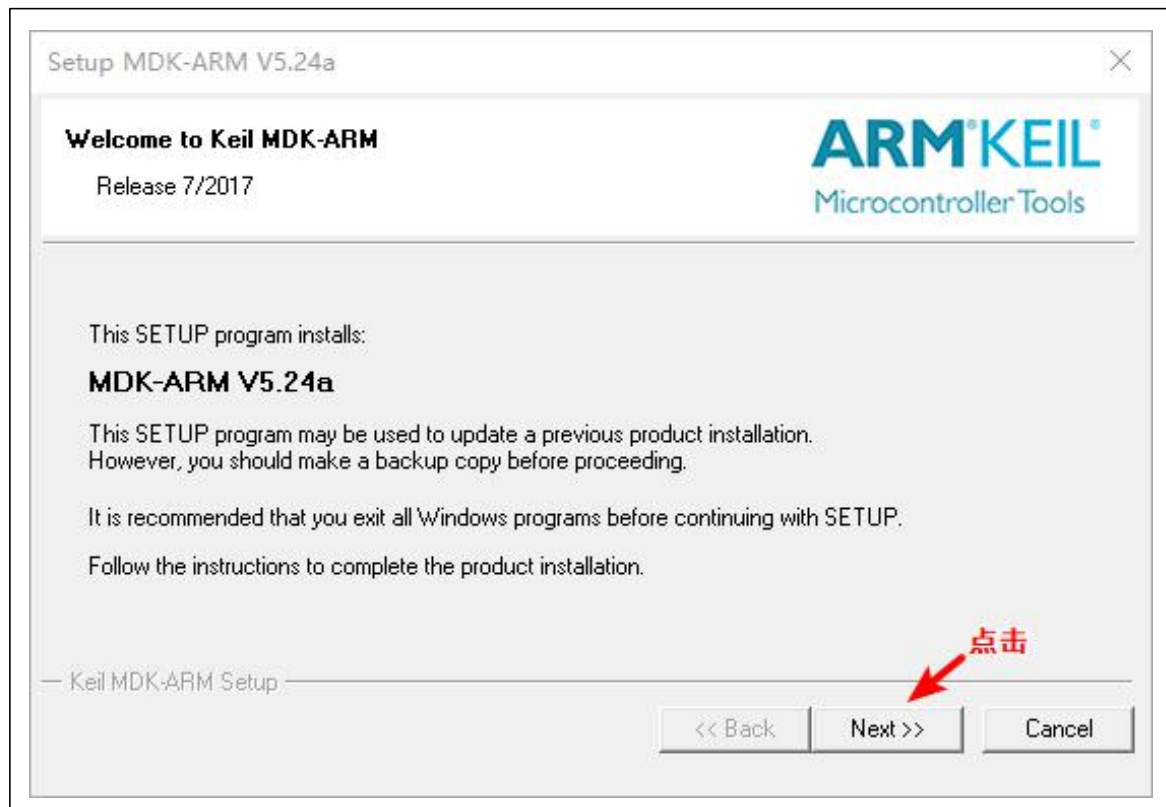 Setup MDK-ARM V5.24a
Welcome to Keil MDK-ARM
Release 7/2017
ARM®KEIL®
Microcontroller Tools
This SETUP program installs:
MDK-ARM V5.24a
This SETUP program may be used to update a previous product installation.
However, you should make a backup copy before proceeding.
It is recommended that you exit all Windows programs before continuing with SETUP.
Follow the instructions to complete the product installation.
点击
Keil MDK-ARM Setup
<< Back
Next >>
Cancel